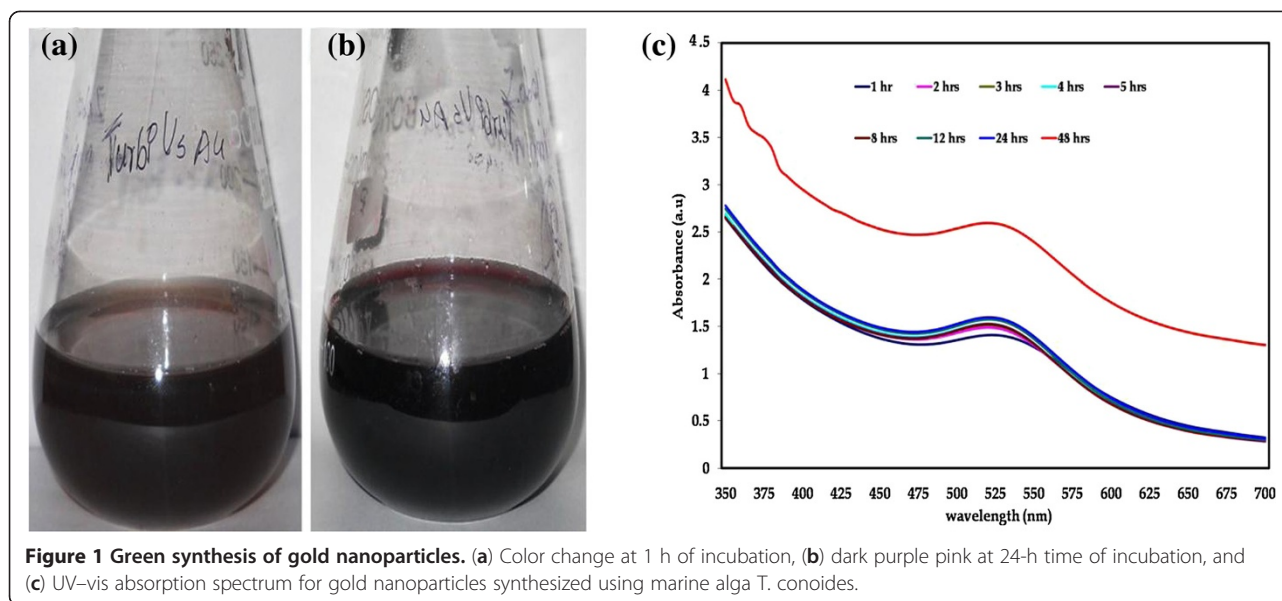 (a)
(b)
(c)
TurbP Vs Au
250
4.5
4
3.5
3
2.5
2
1.5
1
0.5
0
Absorbance (a.u)
1 hr 2 hrs 3 hrs 4 hrs 5 hrs
8 hrs 12 hrs 24 hrs 48 hrs
350 375 400 425 450 475 500 525 550 575 600 625 650 675 700
wavelength (nm)
Figure 1 Green synthesis of gold nanoparticles. (a) Color change at 1 h of incubation, (b) dark purple pink at 24-h time of incubation, and
(c) UV–vis absorption spectrum for gold nanoparticles synthesized using marine alga T. conoides.